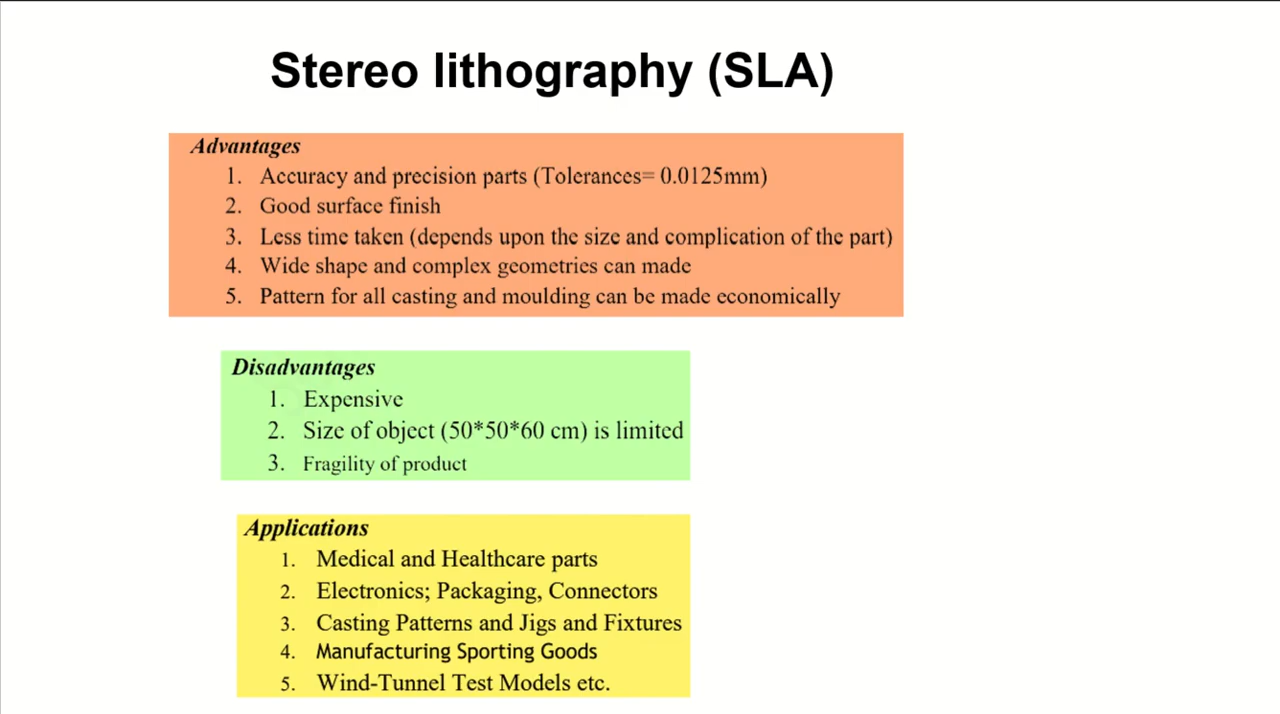 Stereo lithography (SLA)
Advantages
1. Accuracy and precision parts (Tolerances= 0.0125mm)
2. Good surface finish
3. Less time taken (depends upon the size and complication of the part)
4. Wide shape and complex geometries can made
5. Pattern for all casting and moulding can be made economically
Disadvantages
1. Expensive
2. Size of object (50*50*60 cm) is limited
3. Fragility of product
Applications
1. Medical and Healthcare parts
2. Electronics; Packaging, Connectors
3. Casting Patterns and Jigs and Fixtures
4. Manufacturing Sporting Goods
5. Wind-Tunnel Test Models etc.